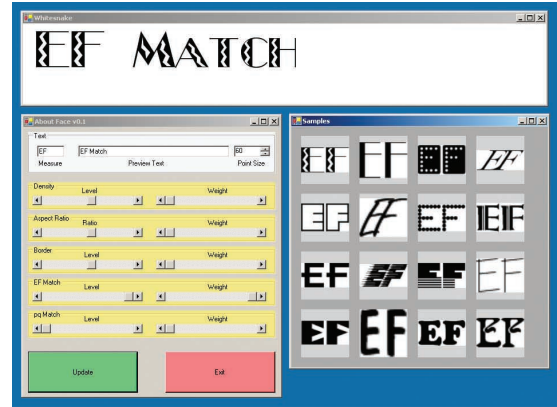 Whitesnake
EF MATCH
About Face v0.1
Text
EF EF Match 60
Measure Preview Text Point Size
Density Level Weight
Aspect Ratio Ratio Weight
Border Level Weight
EF Match Level Weight
pq Match Level Weight
Update Exit
Samples
EF EF EF EF
EF EF EF EF
EF EF EF EF
EF EF EF EF